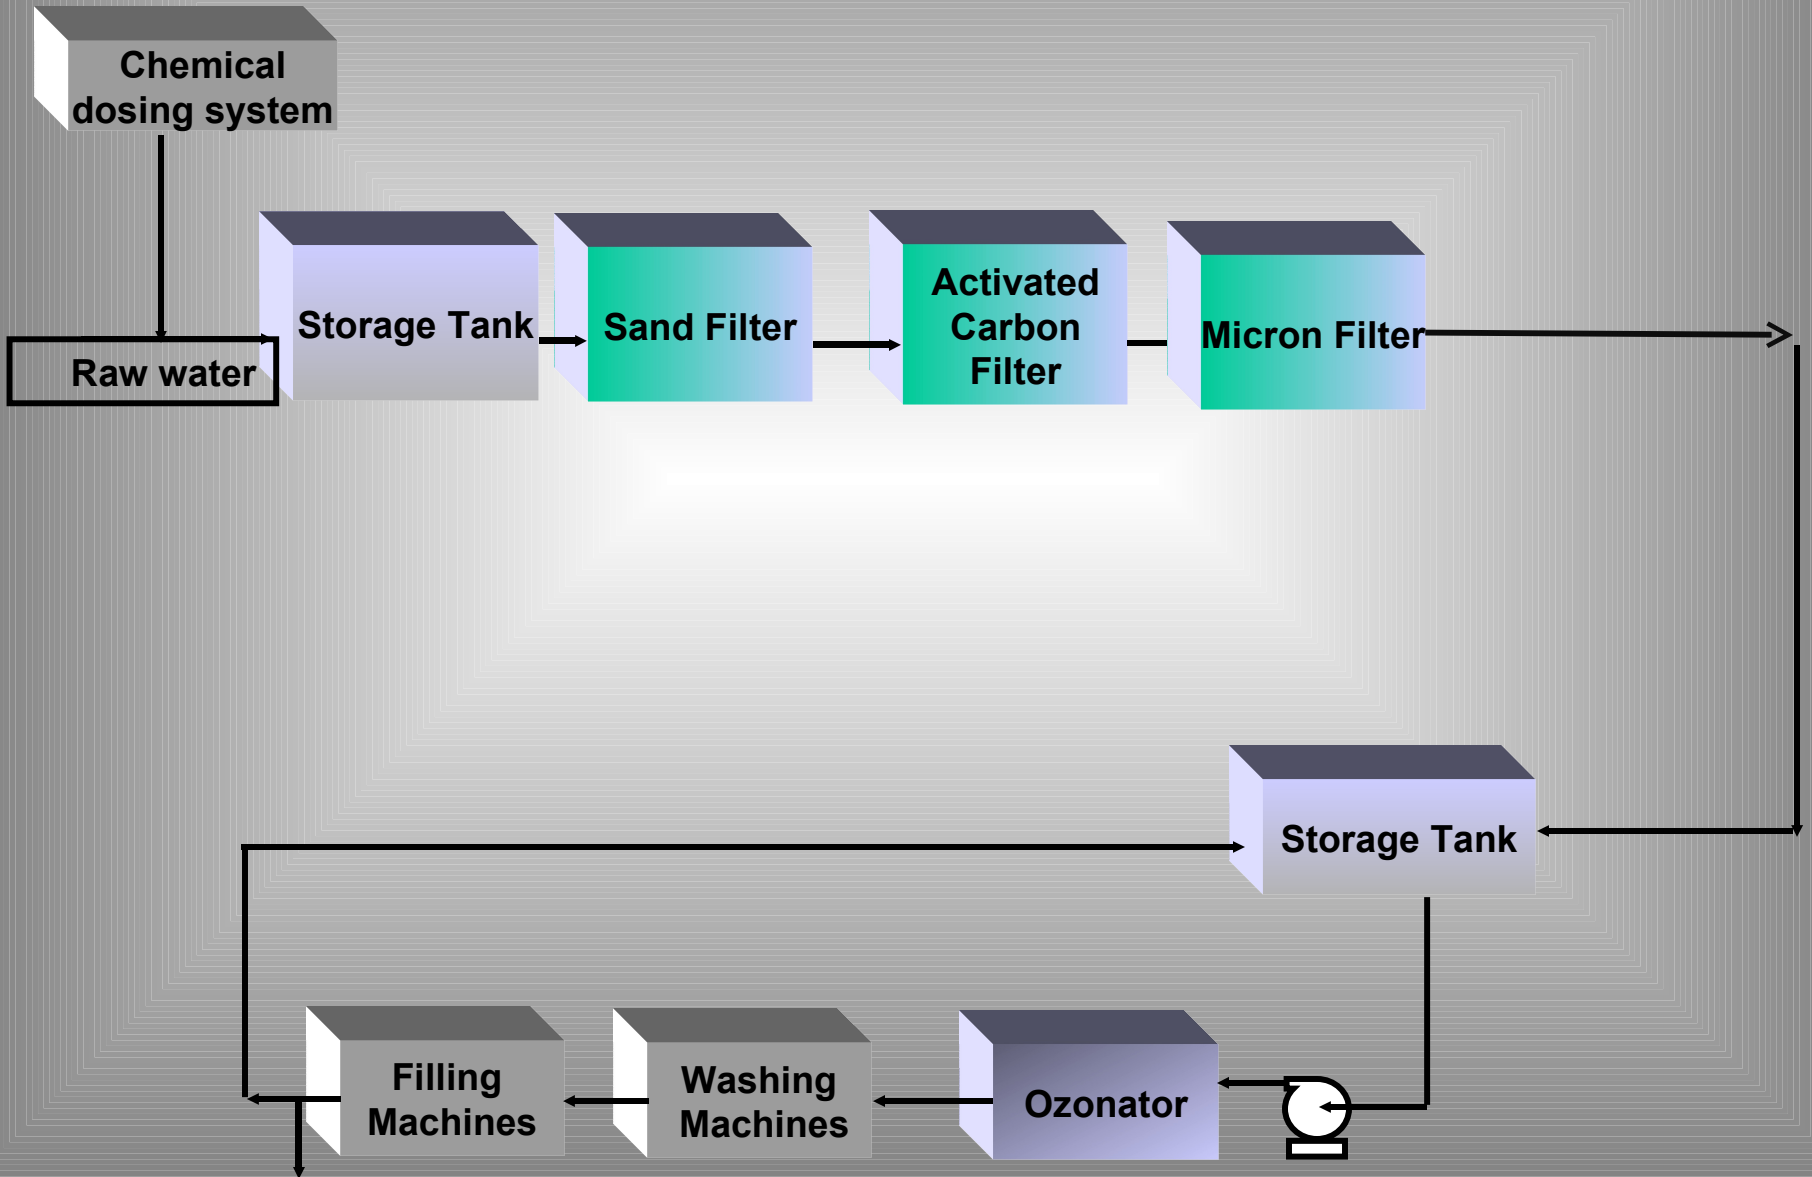 Chemical
dosing system
Raw water
Storage Tank
Sand Filter
Activated
Carbon
Filter
Micron Filter
Storage Tank
Filling
Machines
Washing
Machines
Ozonator